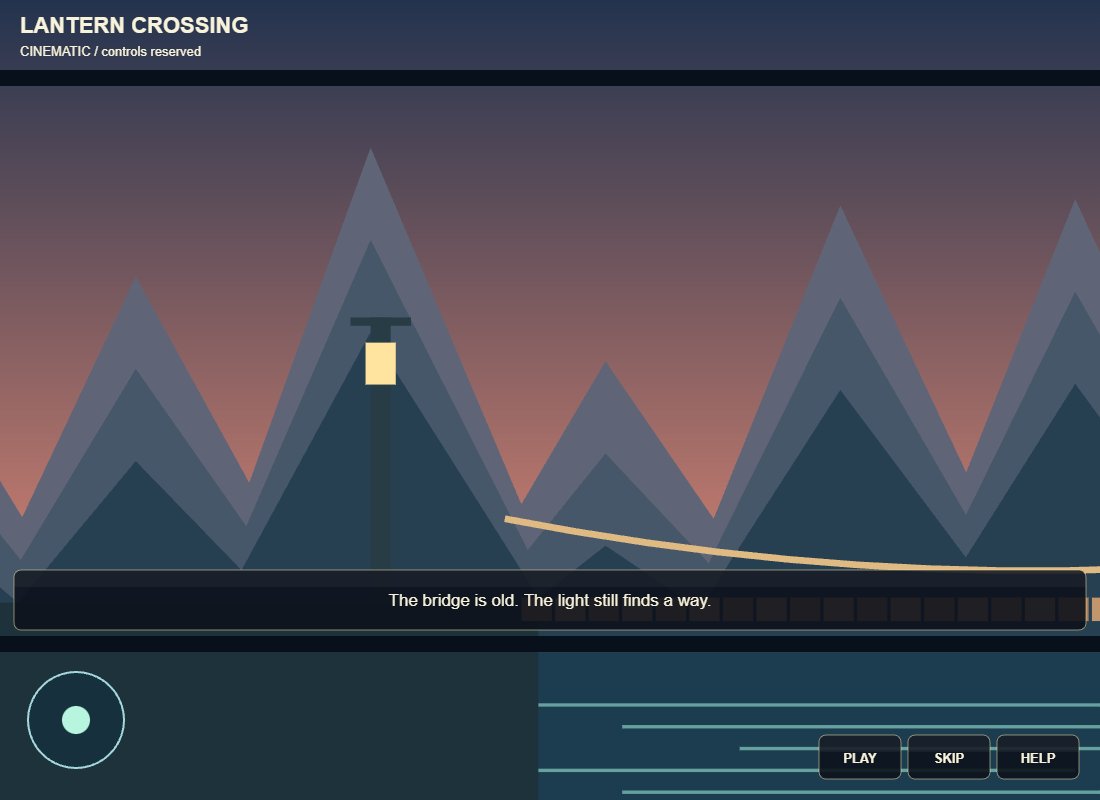 LANTERN CROSSING
CINEMATIC / controls reserved
The bridge is old. The light still finds a way.
PLAY
SKIP
HELP